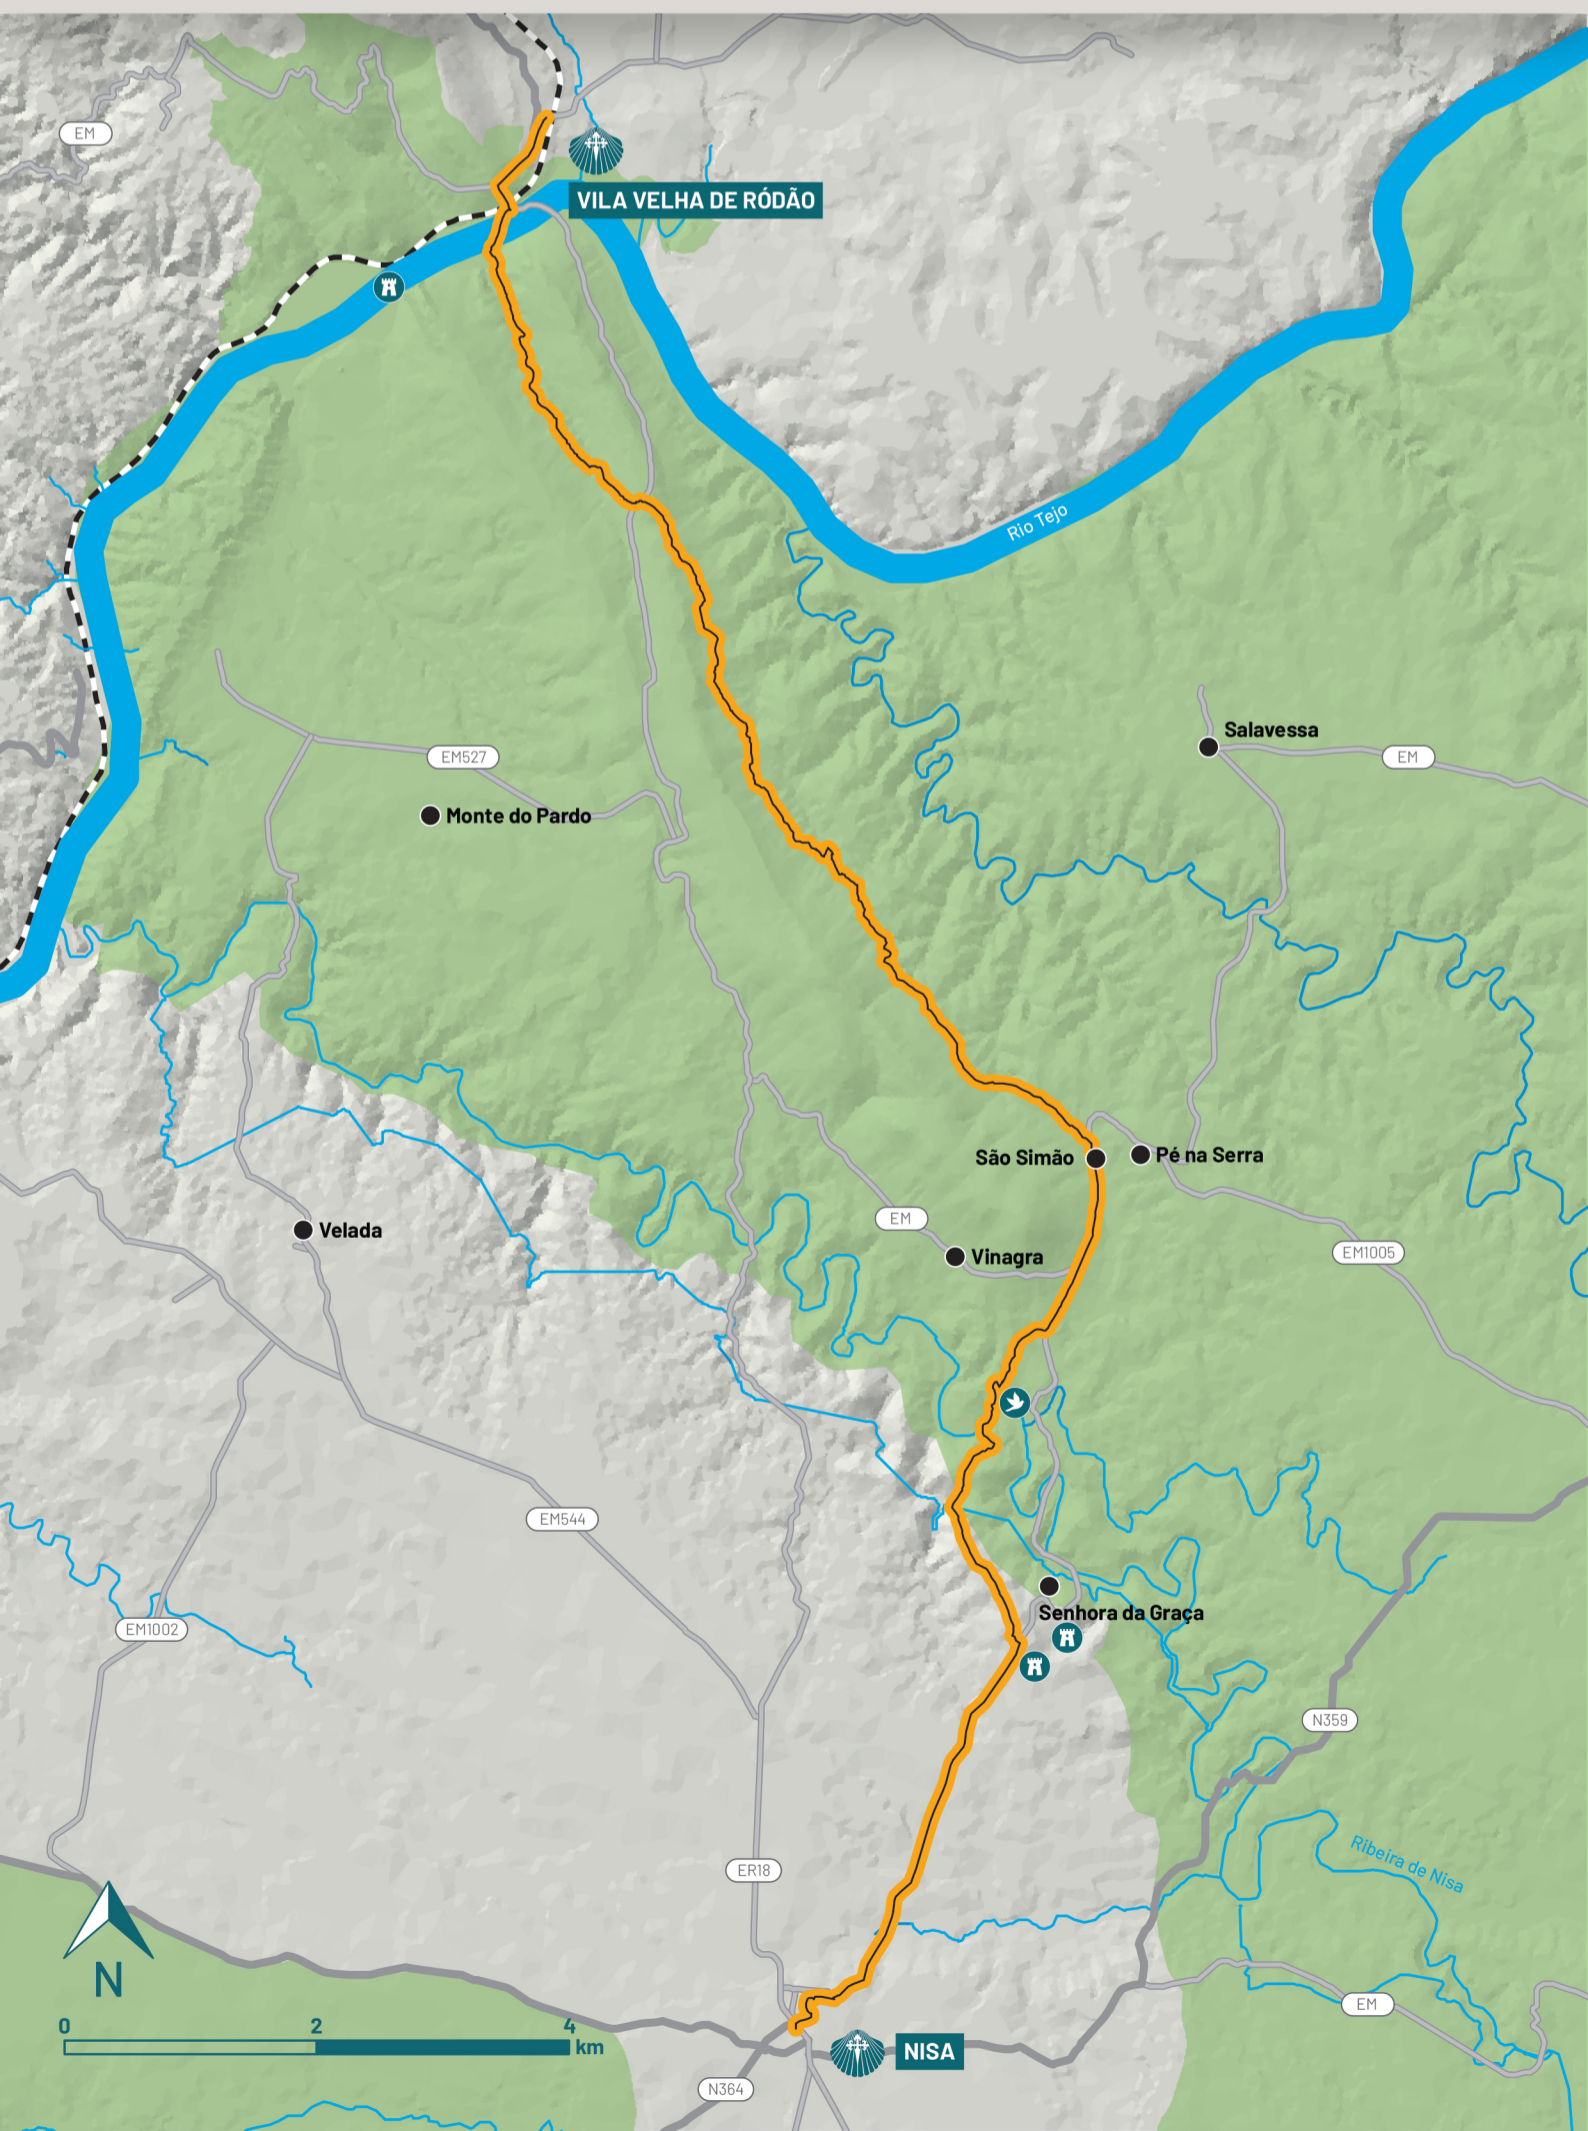 EM
VILA VELHA DE RÓDÃO
Rio Tejo
Salavessa
EM527
EM
Monte do Pardo
São Simão
Pé na Serra
EM
Velada
EM1005
Vinagra
EM544
Senhora da Graça
EM1002
N359
ER18
Ribeira de Nisa
N
EM
0 2 4
km
NISA
N364